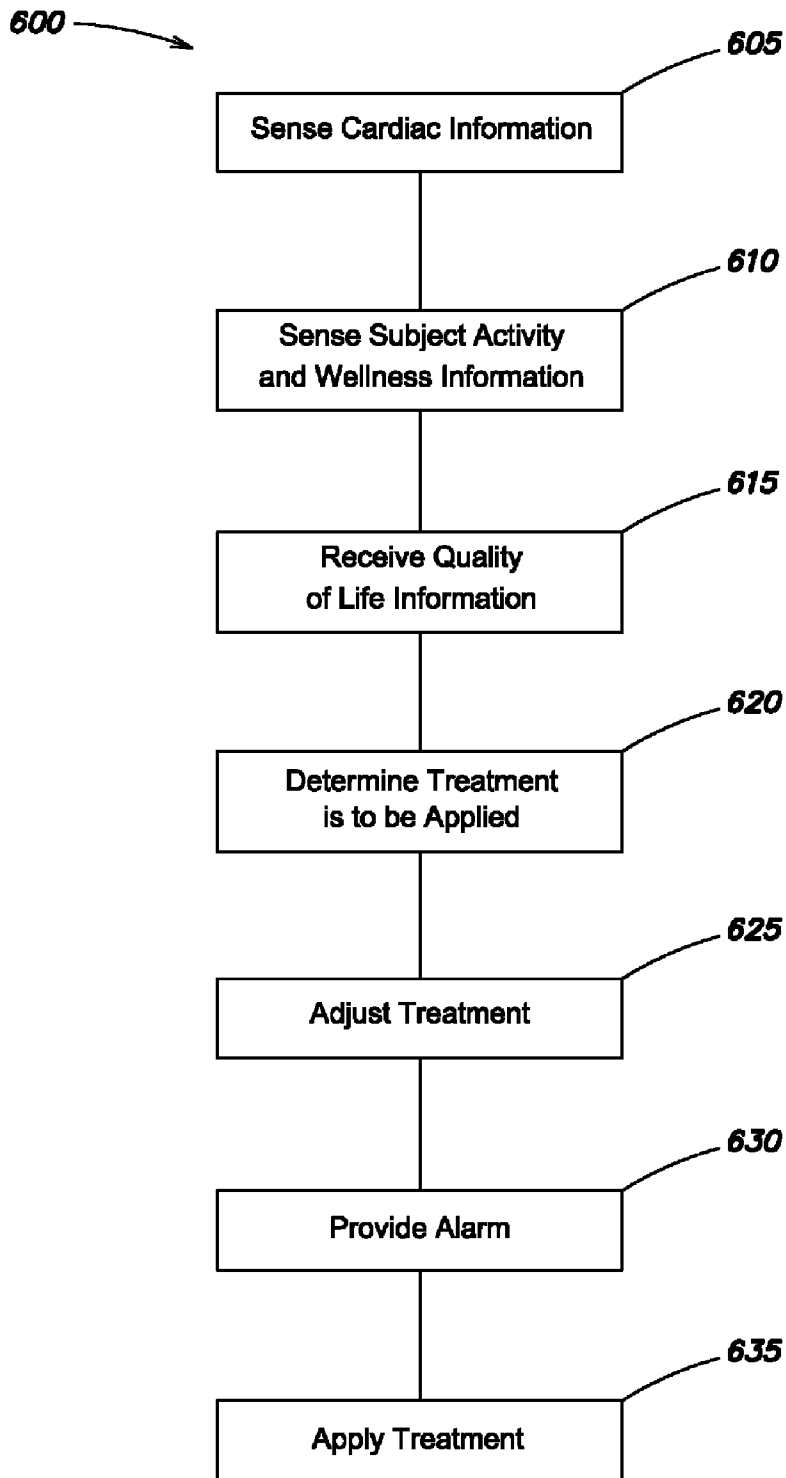 600
605
Sense Cardiac Information
610
Sense Subject Activity
and Wellness Information
615
Receive Quality
of Life Information
620
Determine Treatment
is to be Applied
625
Adjust Treatment
630
Provide Alarm
635
Apply Treatment